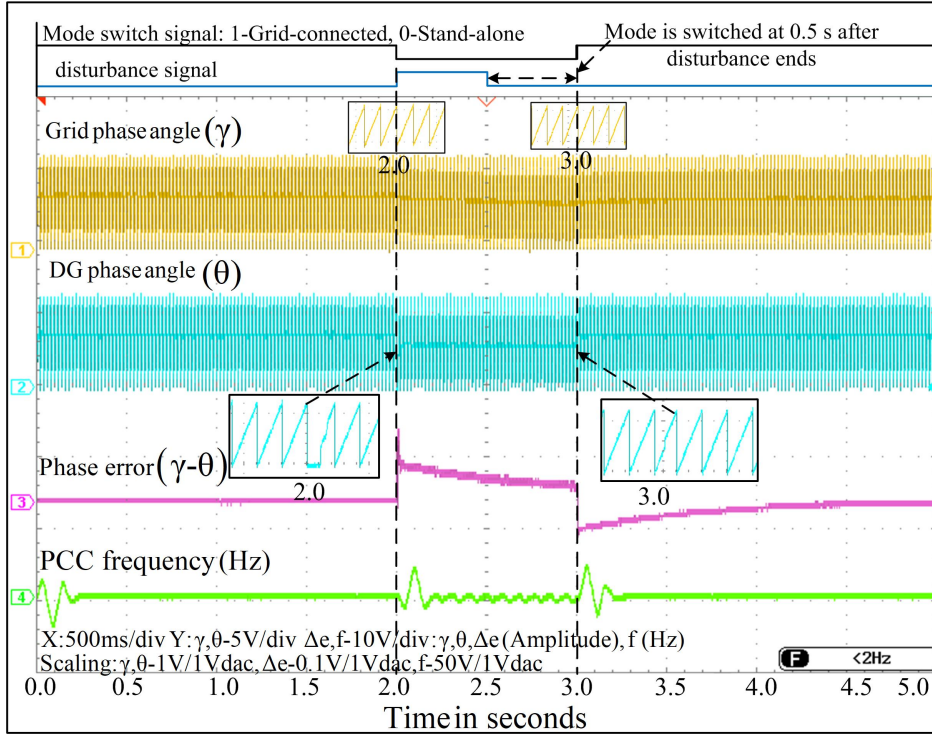 Mode switch signal: 1-Grid-connected, 0-Stand-alone
Mode is switched at 0.5 s after
disturbance ends
disturbance signal
Grid phase angle (γ)
2.0
3.0
1
DG phase angle (θ)
2
Phase error (γ-θ)
2.0
3.0
3
PCC frequency (Hz)
4
X:500ms/div Y: γ,θ-5V/div Δe,f-10V/div: γ,θ,Δe (Amplitude), f (Hz)
Scaling: γ,θ-1V/1Vdac, Δe-0.1V/1Vdac, f-50V/1Vdac
F <2Hz
0.0 0.5 1.0 1.5 2.0 2.5 3.0 3.5 4.0 4.5 5.0
Time in seconds